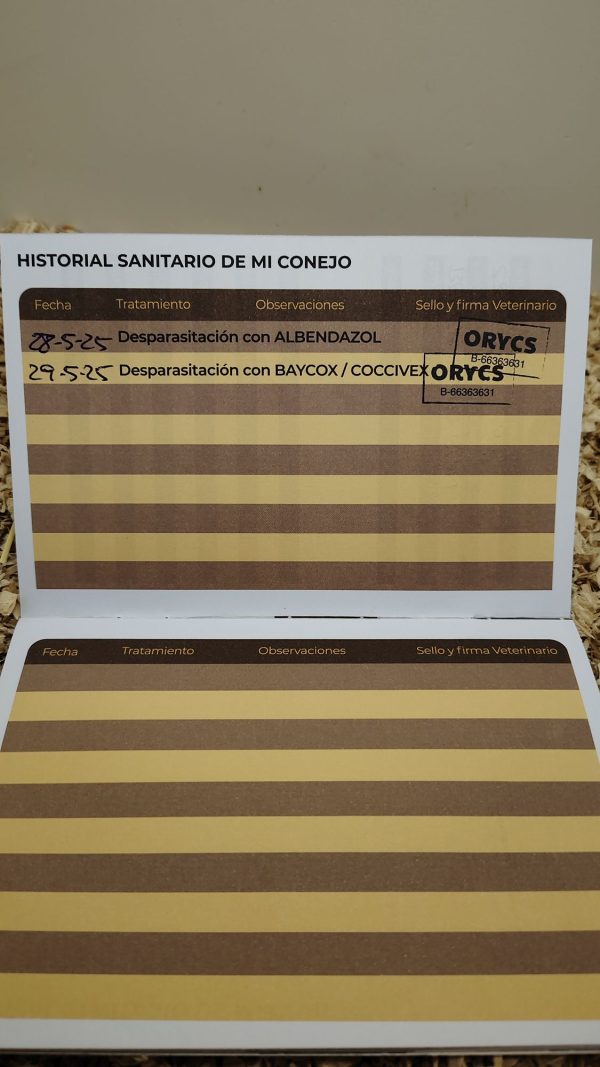 HISTORIAL SANITARIO DE MI CONEJO
Fecha Tratamiento Observaciones Sello y firma Veterinario
28-5-25 Desparasitación con ALBENDAZOL ORYCS
B-66363631
29-5-25 Desparasitación con BAYCOX / COCCIVEX ORYCS
B-66363631
Fecha Tratamiento Observaciones Sello y firma Veterinario